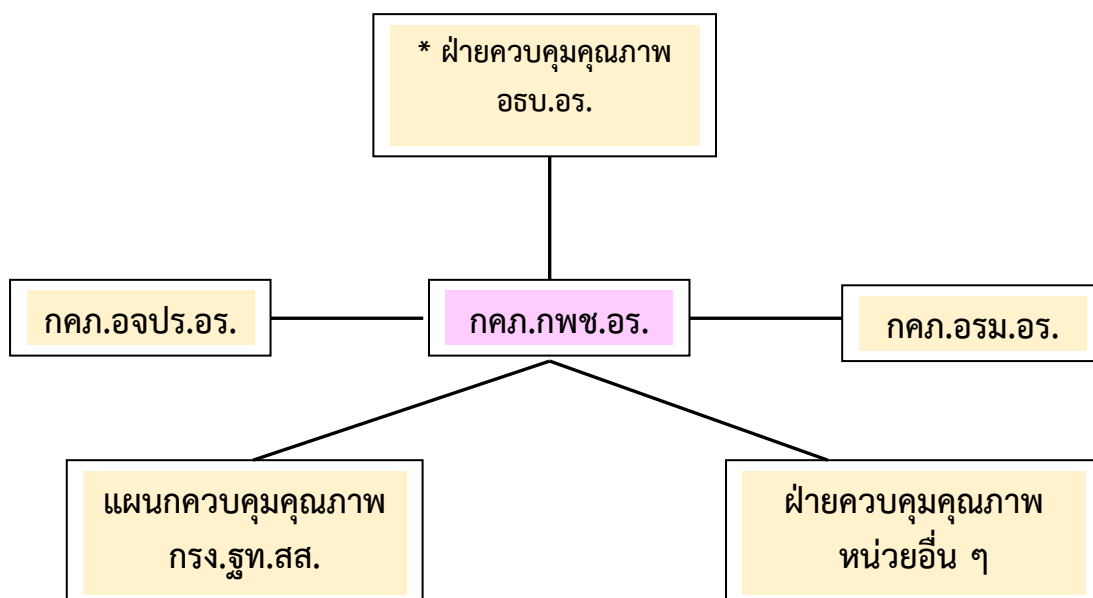 * ฝ่ายควบคุมคุณภาพ
อธบ.อร.
กคภ.อจปร.อร.
กคภ.กพช.อร.
กคภ.อรม.อร.
แผนกควบคุมคุณภาพ
กรง.ฐท.สส.
ฝ่ายควบคุมคุณภาพ
หน่วยอื่น ๆ